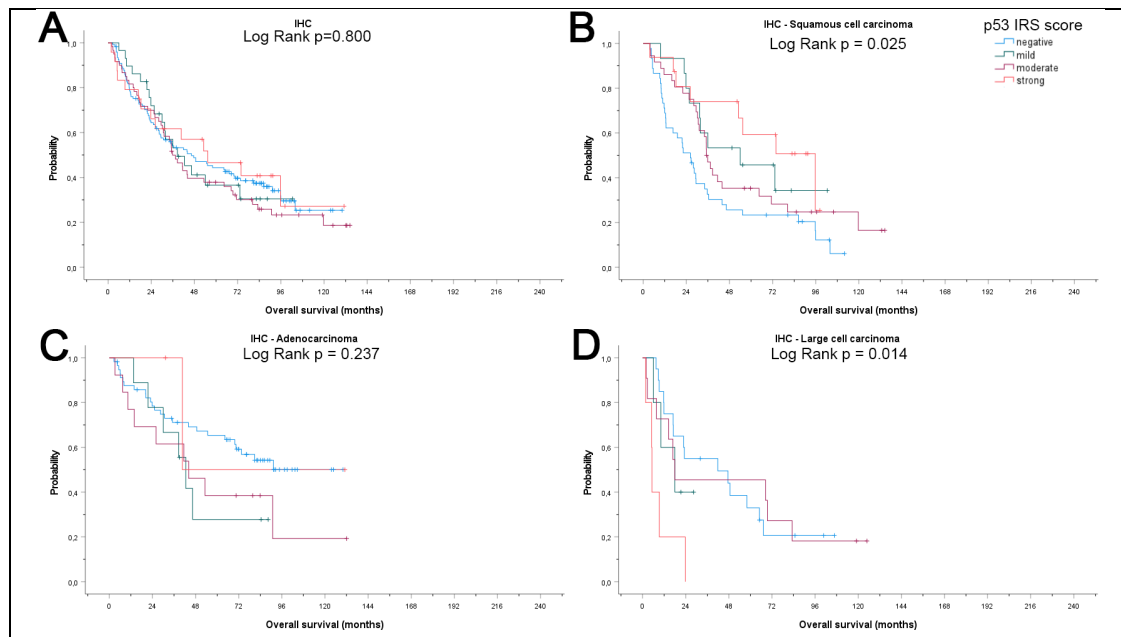 A
IHC
Log Rank p=0.800
Probability
1,0
0,8
0,6
0,4
0,2
0,0
0 24 48 72 96 120 144 168 192 216 240
Overall survival (months)
B
IHC - Squamous cell carcinoma
Log Rank p = 0.025
p53 IRS score
negative
mild
moderate
strong
Probability
1,0
0,8
0,6
0,4
0,2
0,0
0 24 48 72 96 120 144 168 192 216 240
Overall survival (months)
C
IHC - Adenocarcinoma
Log Rank p = 0.237
Probability
1,0
0,8
0,6
0,4
0,2
0,0
0 24 48 72 96 120 144 168 192 216 240
Overall survival (months)
D
IHC - Large cell carcinoma
Log Rank p = 0.014
Probability
1,0
0,8
0,6
0,4
0,2
0,0
0 24 48 72 96 120 144 168 192 216 240
Overall survival (months)